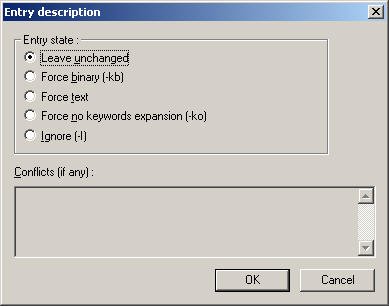 Entry description
Entry state :
Leave unchanged
Force binary (-kb)
Force text
Force no keywords expansion (-ko)
Ignore (-I)
Conflicts (if any) :
OK
Cancel